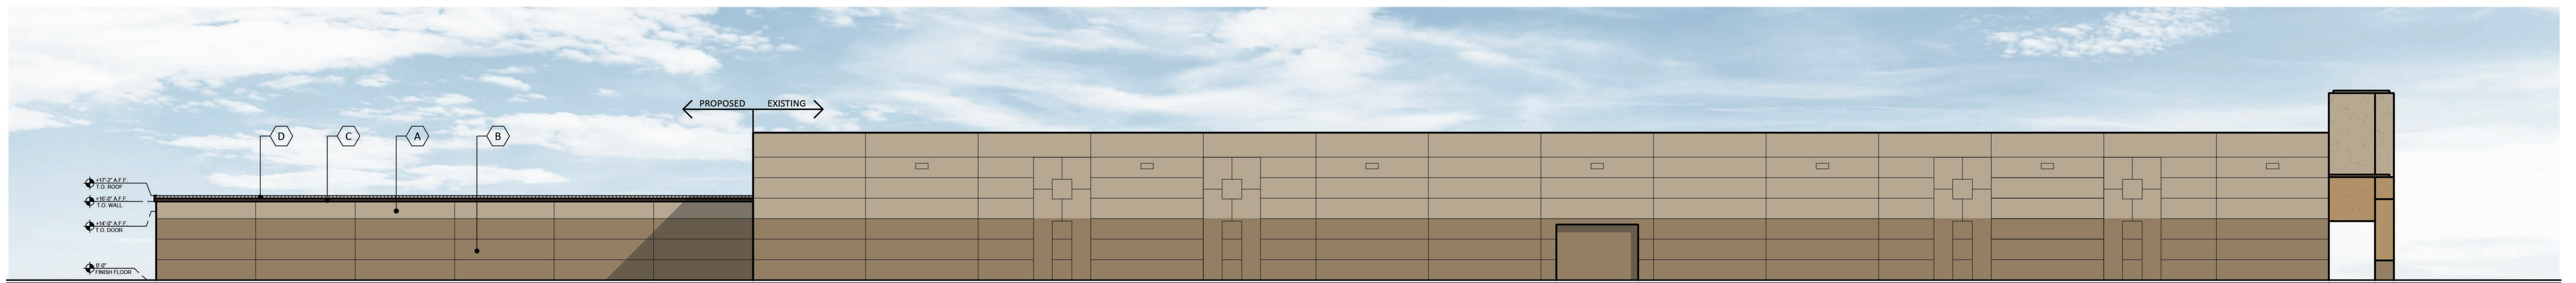 PROPOSED EXISTING
D C A B
+17'-2" A.F.F.
T.O. ROOF
+16'-0" A.F.F.
T.O. WALL
+14'-0" A.F.F.
T.O. DOOR
0'-0"
FINISH FLOOR